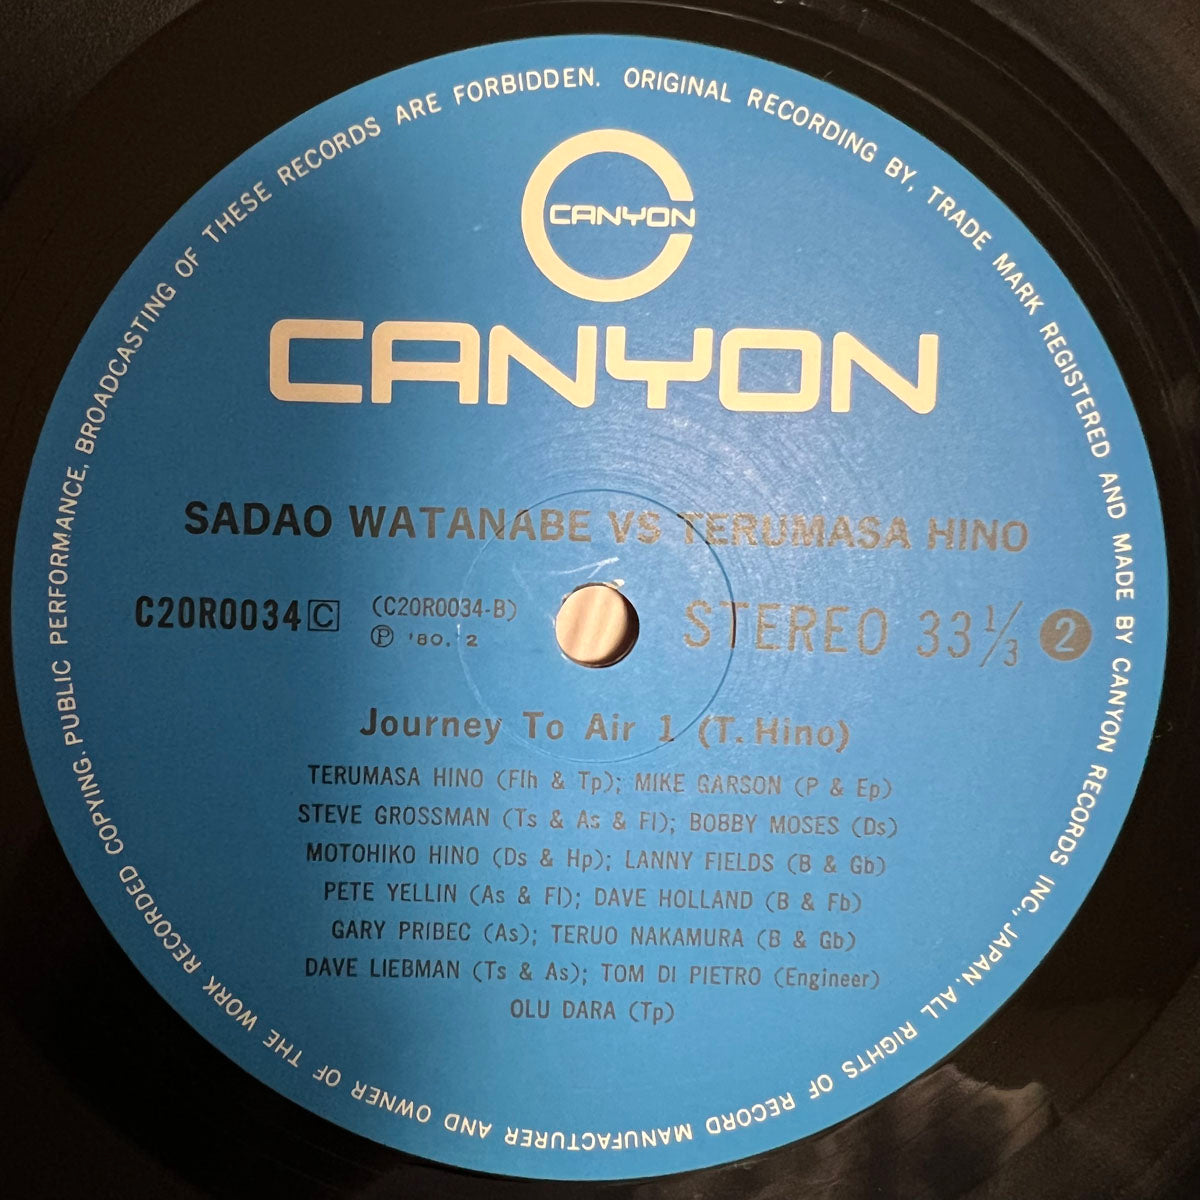 ORIGINAL RECORDING BY, TRADE MARK REGISTERED AND MADE BY CANYON RECORDS INC., JAPAN. ALL RIGHTS OF RECORD MANUFACTURER AND OWNER OF THE WORK RECORDED COPYING, PUBLIC PERFORMANCE, BROADCASTING OF THESE RECORDS ARE FORBIDDEN.
CANYON
CANYON
SADAO WATANABE VS TERUMASA HINO
C20R0034 C (C20R0034-B) STEREO 33 1/3 2
Ⓟ '80. 2
Journey To Air 1 (T. Hino)
TERUMASA HINO (Flh & Tp); MIKE GARSON (P & Ep)
STEVE GROSSMAN (Ts & As & Fl); BOBBY MOSES (Ds)
MOTOHIKO HINO (Ds & Hp); LANNY FIELDS (B & Gb)
PETE YELLIN (As & Fl); DAVE HOLLAND (B & Fb)
GARY PRIBEC (As); TERUO NAKAMURA (B & Gb)
DAVE LIEBMAN (Ts & As); TOM DI PIETRO (Engineer)
OLU DARA (Tp)